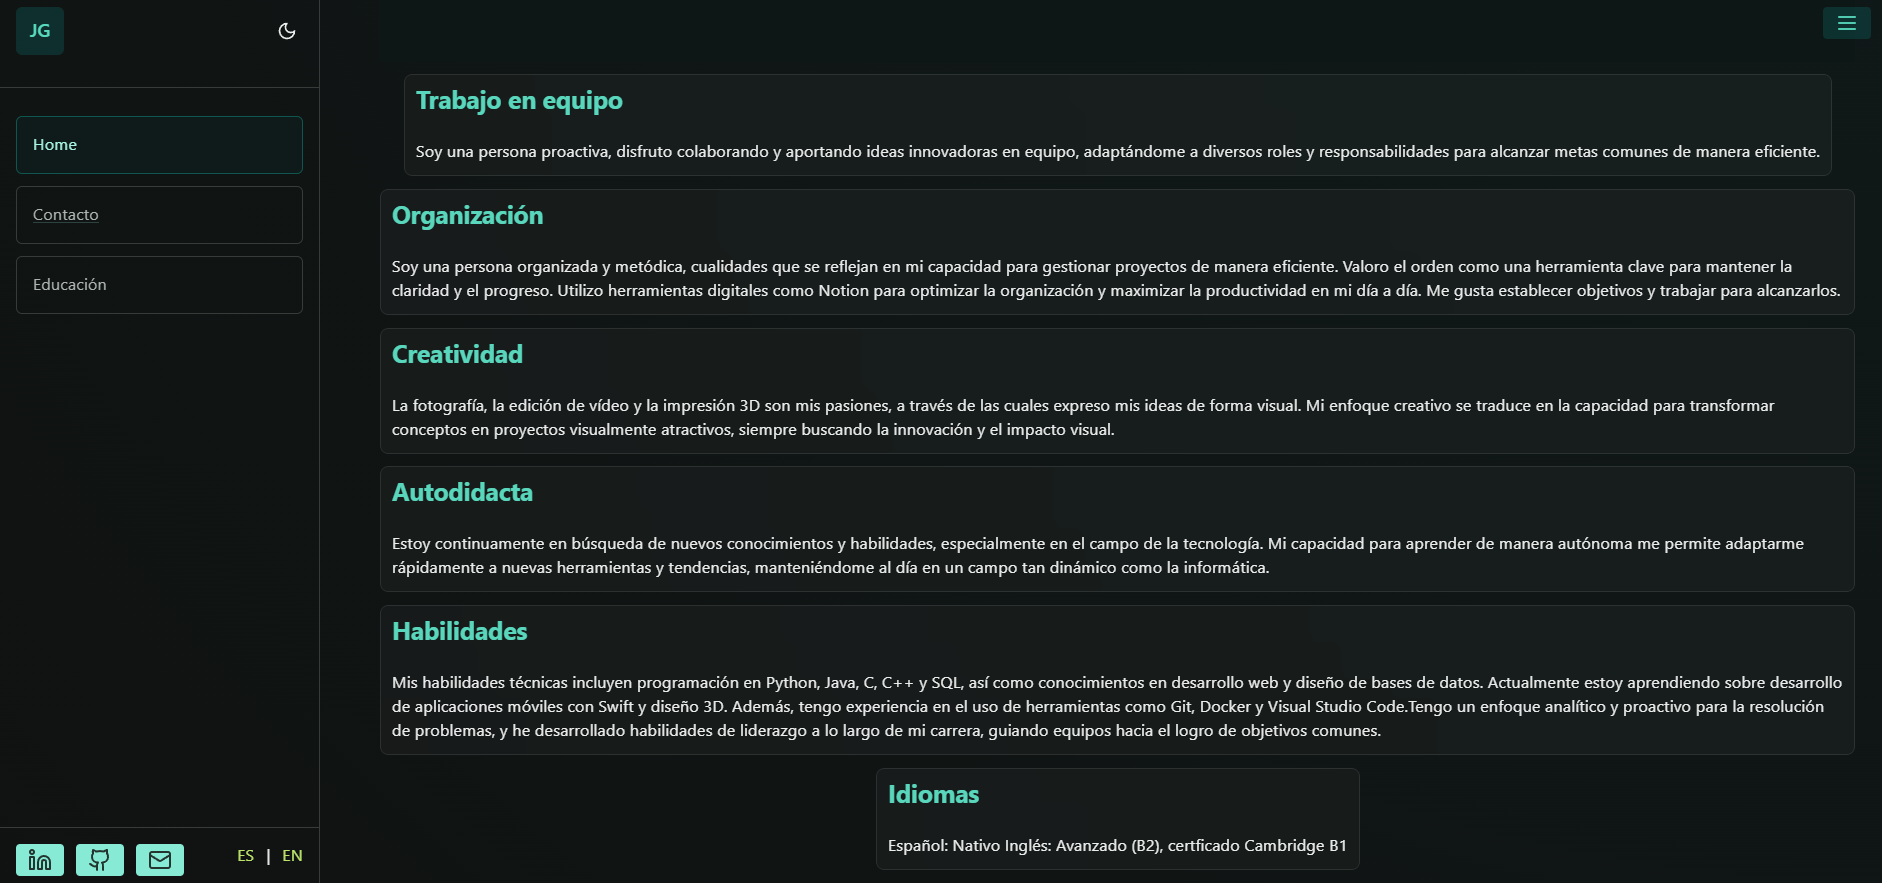 JG
Home
Contacto
Educación
ES | EN
Trabajo en equipo
Soy una persona proactiva, disfruto colaborando y aportando ideas innovadoras en equipo, adaptándome a diversos roles y responsabilidades para alcanzar metas comunes de manera eficiente.
Organización
Soy una persona organizada y metódica, cualidades que se reflejan en mi capacidad para gestionar proyectos de manera eficiente. Valoro el orden como una herramienta clave para mantener la
claridad y el progreso. Utilizo herramientas digitales como Notion para optimizar la organización y maximizar la productividad en mi día a día. Me gusta establecer objetivos y trabajar para alcanzarlos.
Creatividad
La fotografía, la edición de vídeo y la impresión 3D son mis pasiones, a través de las cuales expreso mis ideas de forma visual. Mi enfoque creativo se traduce en la capacidad para transformar
conceptos en proyectos visualmente atractivos, siempre buscando la innovación y el impacto visual.
Autodidacta
Estoy continuamente en búsqueda de nuevos conocimientos y habilidades, especialmente en el campo de la tecnología. Mi capacidad para aprender de manera autónoma me permite adaptarme
rápidamente a nuevas herramientas y tendencias, manteniéndome al día en un campo tan dinámico como la informática.
Habilidades
Mis habilidades técnicas incluyen programación en Python, Java, C, C++ y SQL, así como conocimientos en desarrollo web y diseño de bases de datos. Actualmente estoy aprendiendo sobre desarrollo
de aplicaciones móviles con Swift y diseño 3D. Además, tengo experiencia en el uso de herramientas como Git, Docker y Visual Studio Code.Tengo un enfoque analítico y proactivo para la resolución
de problemas, y he desarrollado habilidades de liderazgo a lo largo de mi carrera, guiando equipos hacia el logro de objetivos comunes.
Idiomas
Español: Nativo Inglés: Avanzado (B2), certficado Cambridge B1